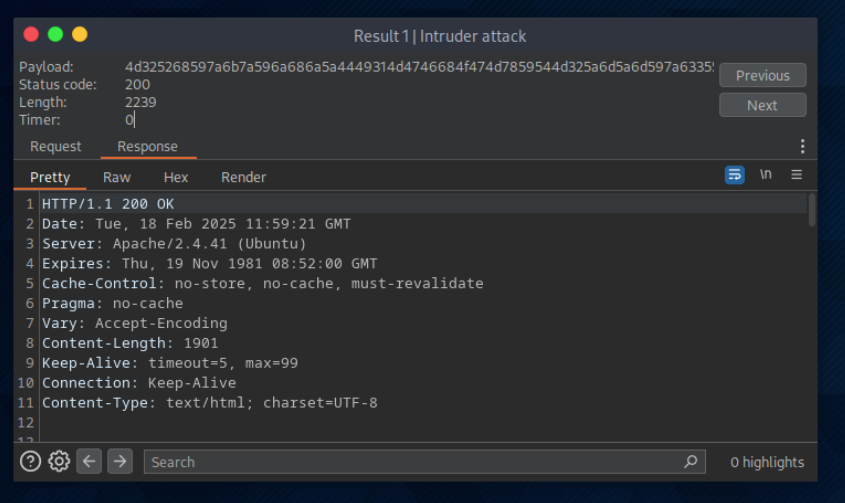 Result 1 | Intruder attack
Payload: 4d325268597a6b7a596a686a5a4449314d4746684f474d7859544d325a6d5a6d597a6335
Status code: 200
Length: 2239
Timer: 0
Previous
Next
Request Response
Pretty Raw Hex Render \n
1 HTTP/1.1 200 OK
2 Date: Tue, 18 Feb 2025 11:59:21 GMT
3 Server: Apache/2.4.41 (Ubuntu)
4 Expires: Thu, 19 Nov 1981 08:52:00 GMT
5 Cache-Control: no-store, no-cache, must-revalidate
6 Pragma: no-cache
7 Vary: Accept-Encoding
8 Content-Length: 1901
9 Keep-Alive: timeout=5, max=99
10 Connection: Keep-Alive
11 Content-Type: text/html; charset=UTF-8
12
Search 0 highlights